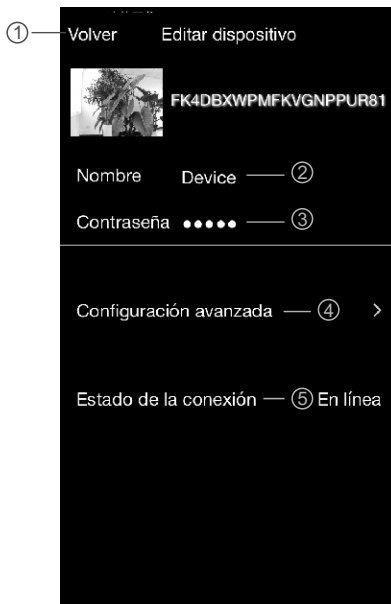 ① Volver Editar dispositivo
FK4DBXWPMFKVGNPPUR81
Nombre Device ②
Contraseña ●●●●● ③
Configuración avanzada ④ >
Estado de la conexión ⑤ En línea